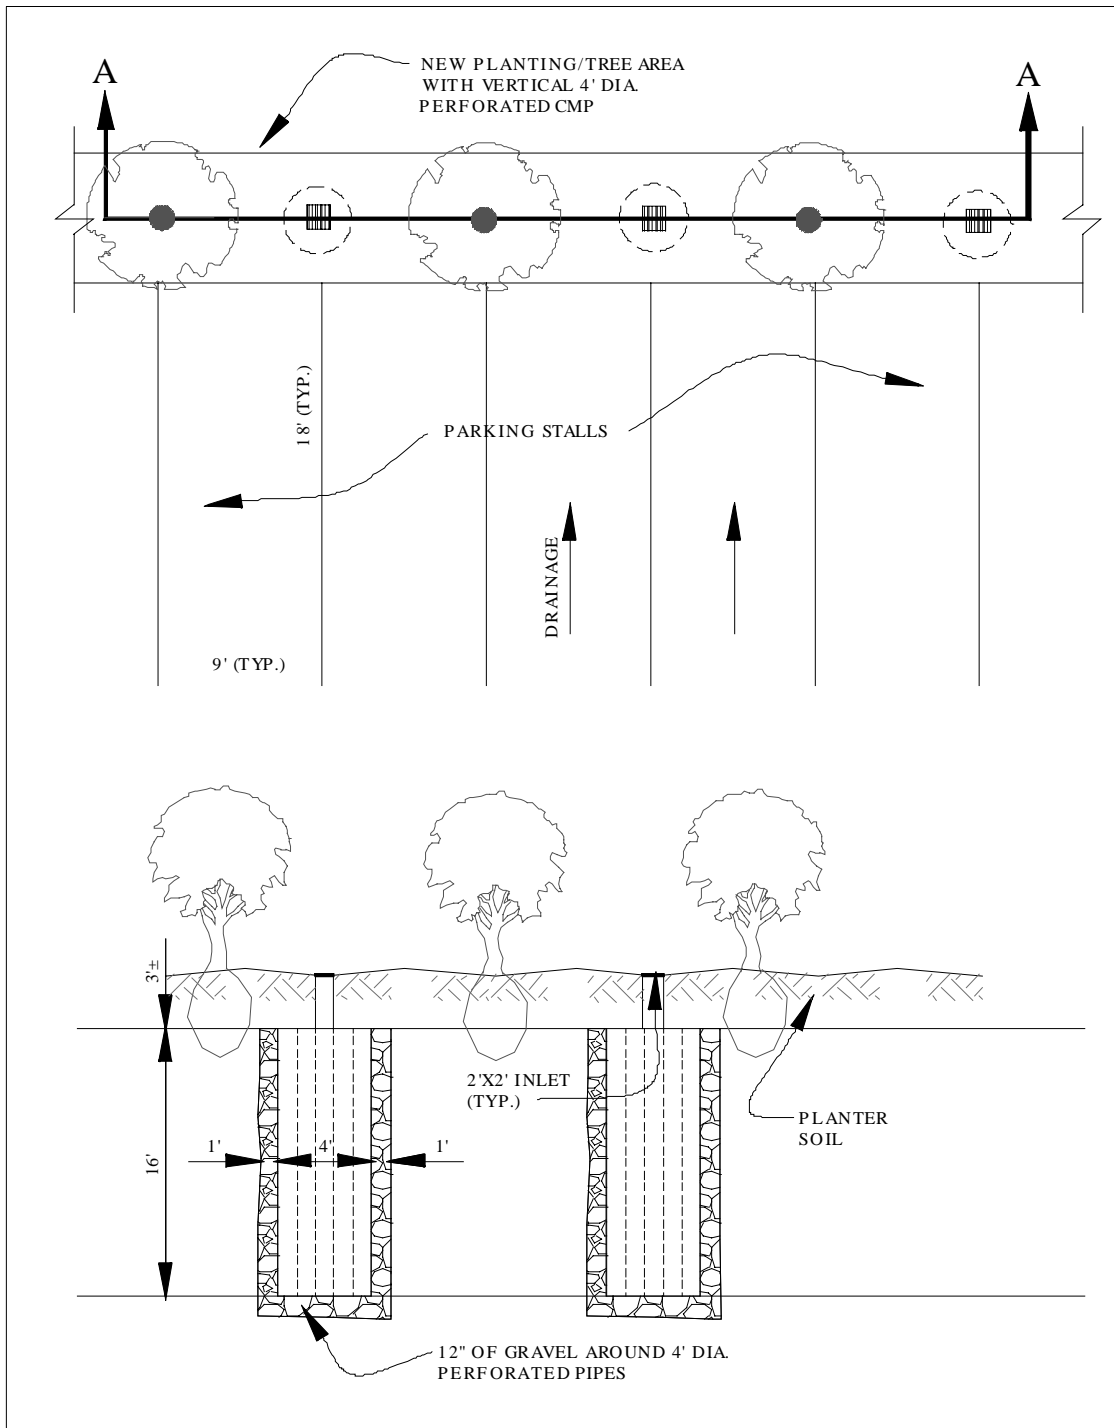 NEW PLANTING/TREE AREA
WITH VERTICAL 4' DIA.
PERFORATED CMP
A
A
18' (TYP.)
PARKING STALLS
DRAINAGE
9' (TYP.)
3'±
2'X2' INLET
(TYP.)
PLANTER
SOIL
16'
1'
4'
1'
12" OF GRAVEL AROUND 4' DIA.
PERFORATED PIPES